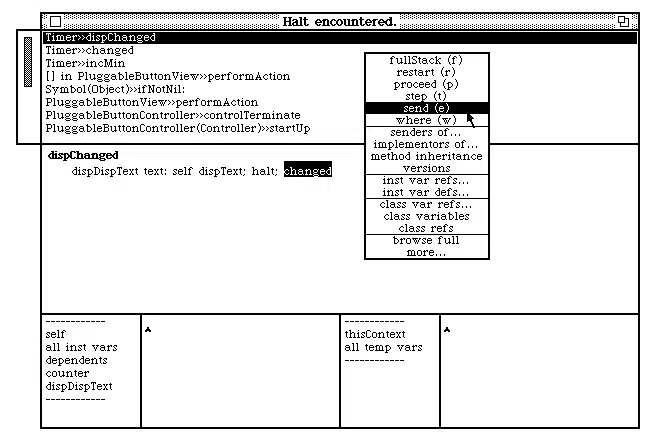 Halt encountered.
Timer>>dispChanged
Timer>>changed
Timer>>incMin
[] in PluggableButtonView>>performAction
Symbol(Object)>>ifNotNil:
PluggableButtonView>>performAction
PluggableButtonController>>controlTerminate
PluggableButtonController(Controller)>>startUp
fullStack (f)
restart (r)
proceed (p)
step (t)
send (e)
where (w)
senders of...
implementors of...
method inheritance
versions
inst var refs...
inst var defs...
class var refs...
class variables
class refs
browse full
more...
dispChanged
dispDispText text: self dispText; halt; changed
------------
self
all inst vars
dependents
counter
dispDispText
------------
------------
thisContext
all temp vars
------------